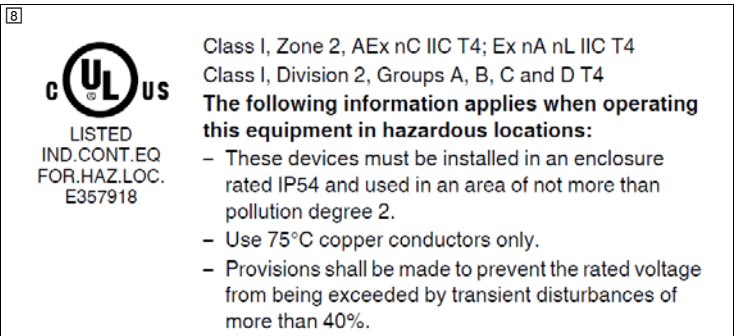 8
Class I, Zone 2, AEx nC IIC T4; Ex nA nL IIC T4
Class I, Division 2, Groups A, B, C and D T4
The following information applies when operating
this equipment in hazardous locations:
– These devices must be installed in an enclosure
rated IP54 and used in an area of not more than
pollution degree 2.
– Use 75°C copper conductors only.
– Provisions shall be made to prevent the rated voltage
from being exceeded by transient disturbances of
more than 40%.
C UL ® US
LISTED
IND.CONT.EQ
FOR.HAZ.LOC.
E357918